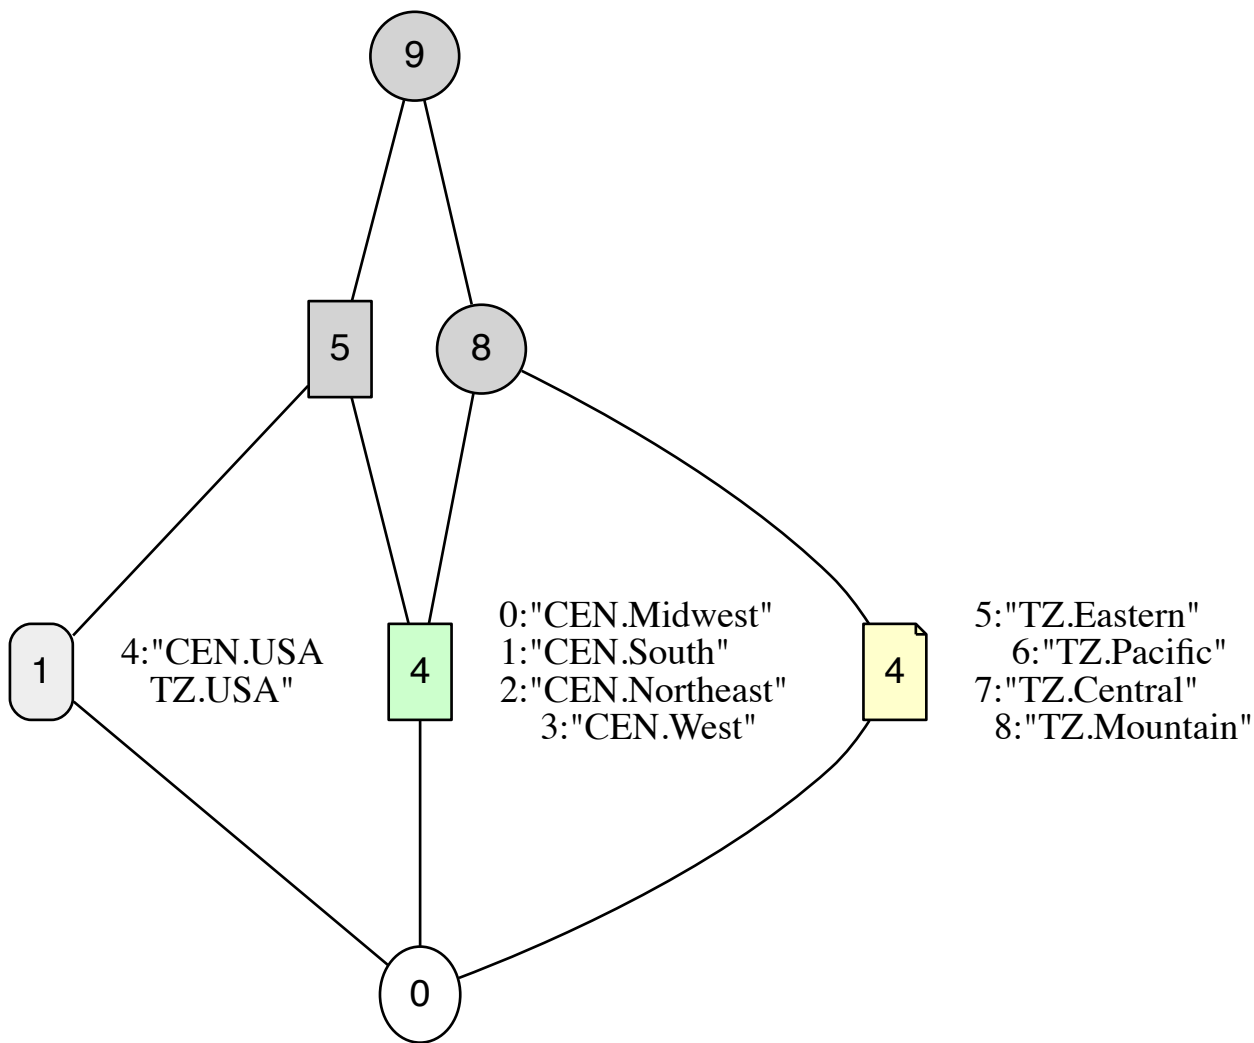 9
5
8
1
4:"CEN.USA
TZ.USA"
4
0:"CEN.Midwest"
1:"CEN.South"
2:"CEN.Northeast"
3:"CEN.West"
4
5:"TZ.Eastern"
6:"TZ.Pacific"
7:"TZ.Central"
8:"TZ.Mountain"
0